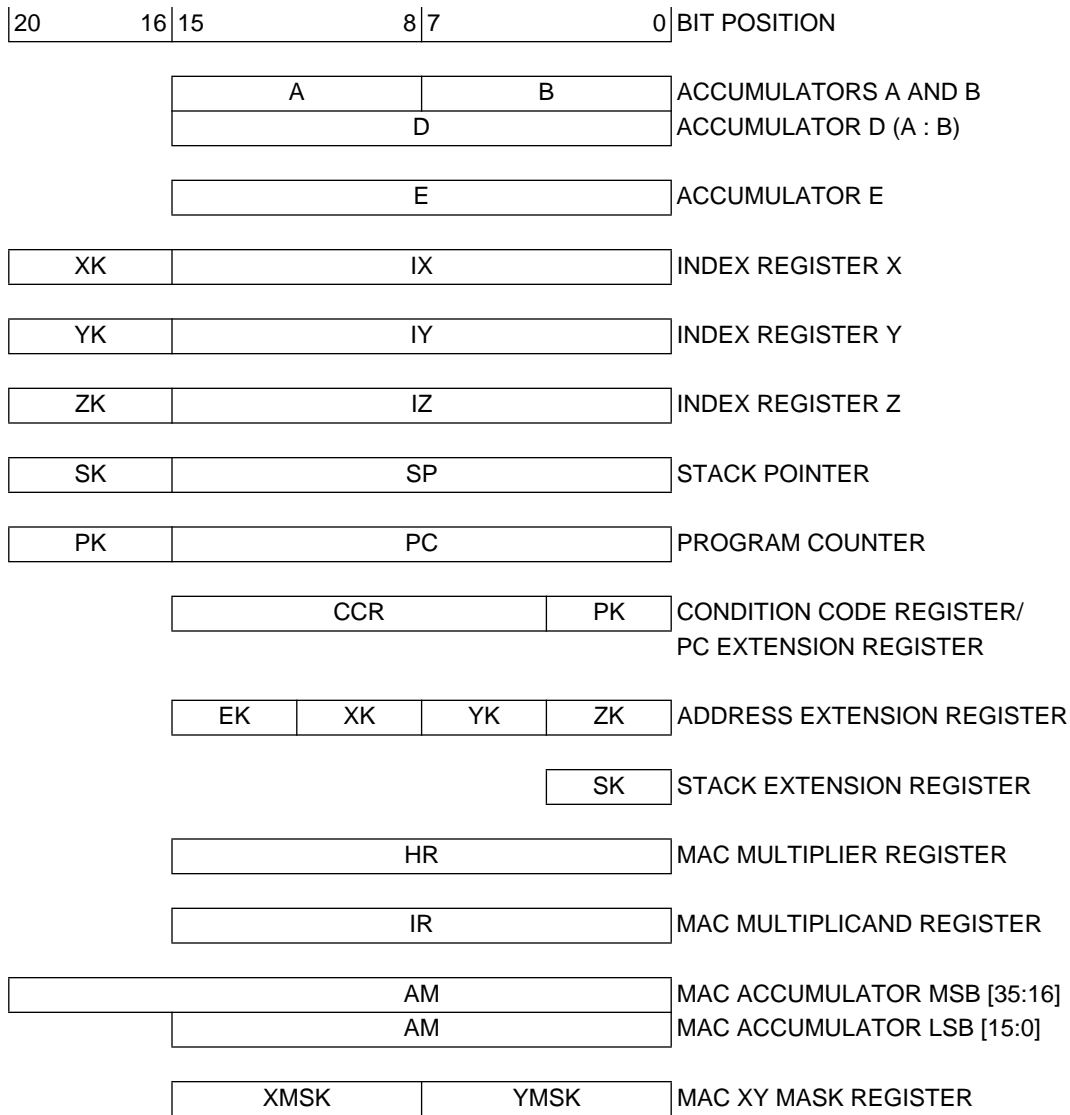 20 16 15 8 7 0 BIT POSITION
A B ACCUMULATORS A AND B
D ACCUMULATOR D (A : B)
E ACCUMULATOR E
XK IX INDEX REGISTER X
YK IY INDEX REGISTER Y
ZK IZ INDEX REGISTER Z
SK SP STACK POINTER
PK PC PROGRAM COUNTER
CCR PK CONDITION CODE REGISTER/
PC EXTENSION REGISTER
EK XK YK ZK ADDRESS EXTENSION REGISTER
SK STACK EXTENSION REGISTER
HR MAC MULTIPLIER REGISTER
IR MAC MULTIPLICAND REGISTER
AM MAC ACCUMULATOR MSB [35:16]
AM MAC ACCUMULATOR LSB [15:0]
XMSK YMSK MAC XY MASK REGISTER